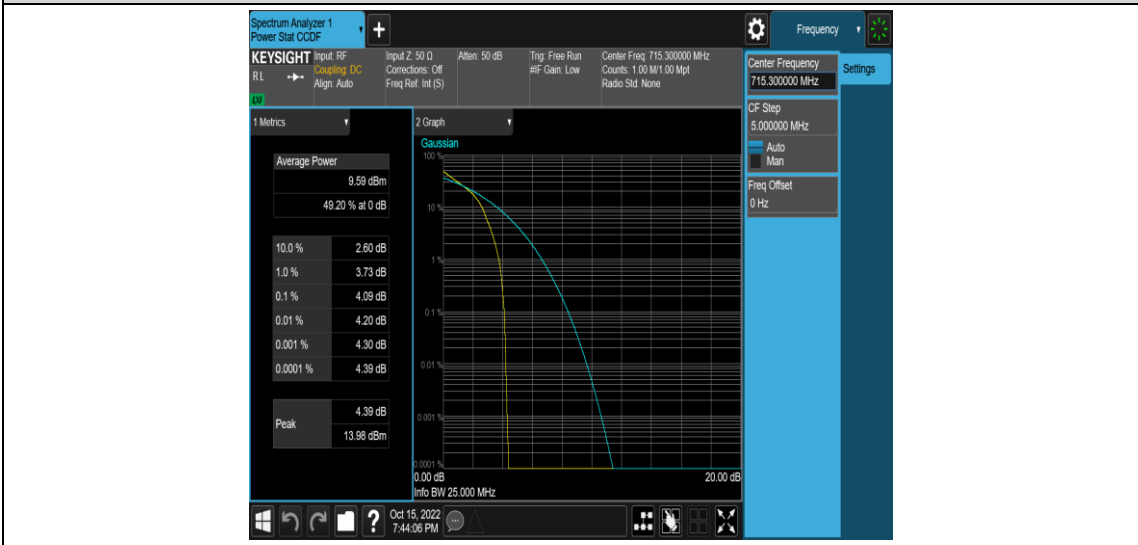 Spectrum Analyzer 1
Power Stat CCDF
+
Frequency
KEYSIGHT
Input: RF
Input Z: 50 Ω
Atten: 50 dB
Trig: Free Run
Center Freq: 715.300000 MHz
RL
Coupling: DC
Corrections: Off
#IF Gain: Low
Counts: 1.00 M/1.00 Mpt
Align: Auto
Freq Ref: Int (S)
Radio Std: None
LXI
Center Frequency
715.300000 MHz
Settings
CF Step
5.000000 MHz
Auto
Man
Freq Offset
0 Hz
1 Metrics
Average Power
9.59 dBm
49.20 % at 0 dB
10.0 % 2.60 dB
1.0 % 3.73 dB
0.1 % 4.09 dB
0.01 % 4.20 dB
0.001 % 4.30 dB
0.0001 % 4.39 dB
Peak
4.39 dB
13.98 dBm
2 Graph
Gaussian
100 %
10 %
1 %
0.1 %
0.01 %
0.001 %
0.0001 %
0.00 dB
20.00 dB
Info BW 25.000 MHz
?
Oct 15, 2022
7:44:06 PM